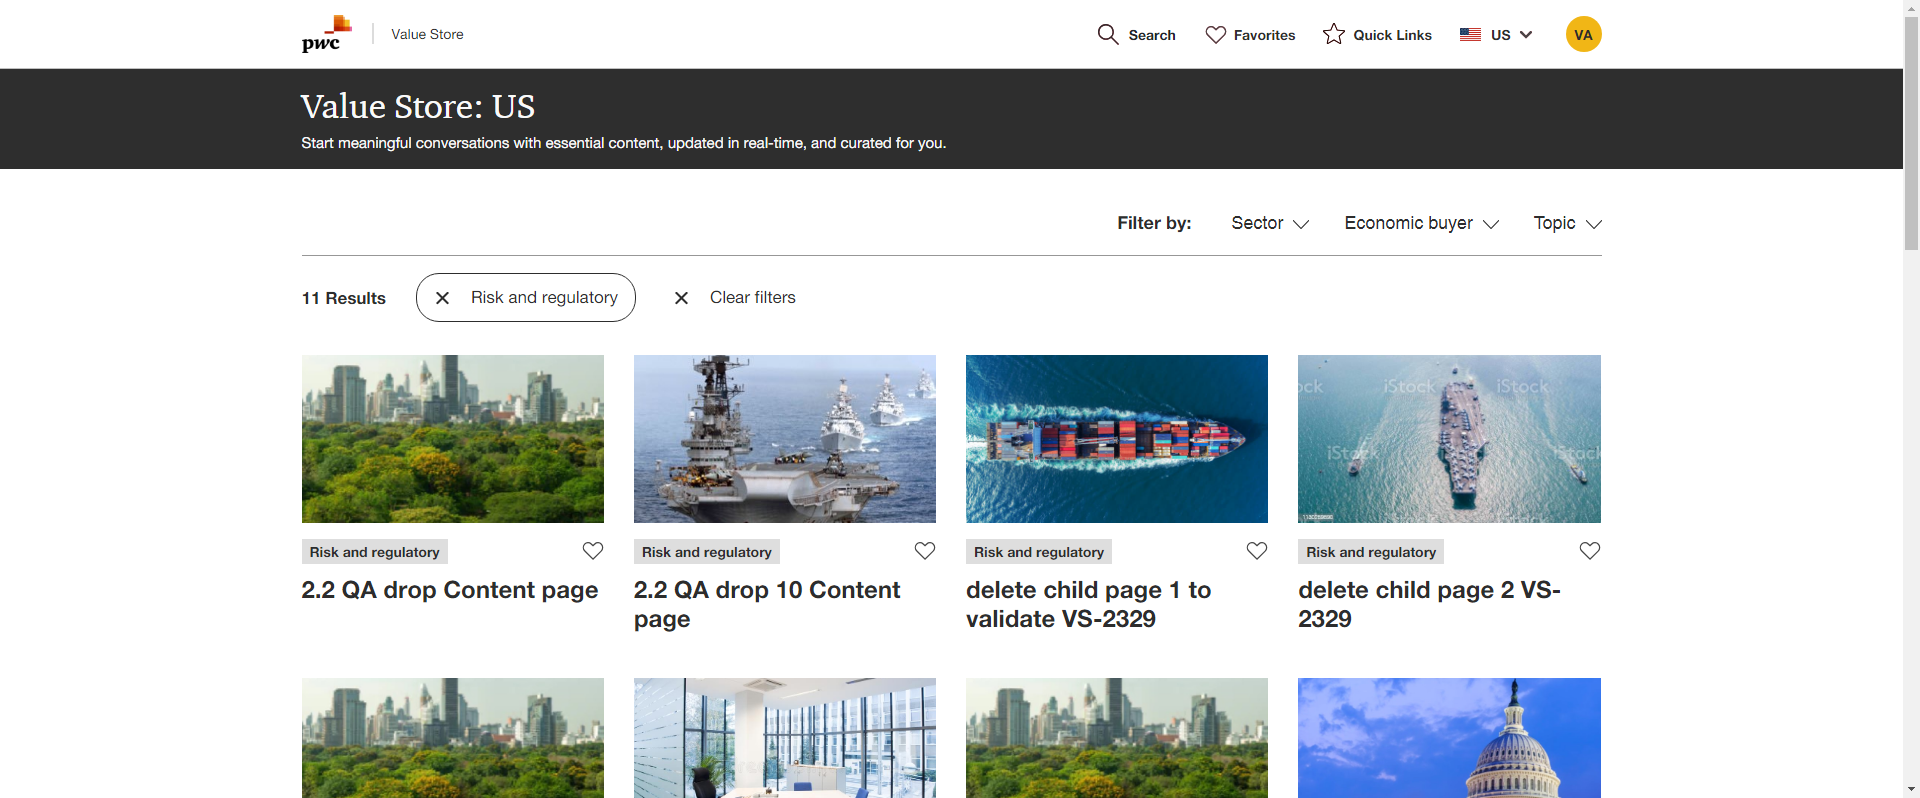 pwc
Value Store
Search
Favorites
Quick Links
US
VA
Value Store: US
Start meaningful conversations with essential content, updated in real-time, and curated for you.
Filter by:
Sector
Economic buyer
Topic
11 Results
Risk and regulatory
Clear filters
iStock
iStock
iStock
iStock
Risk and regulatory
Risk and regulatory
Risk and regulatory
Risk and regulatory
2.2 QA drop Content page
2.2 QA drop 10 Content
page
delete child page 1 to
validate VS-2329
delete child page 2 VS-
2329